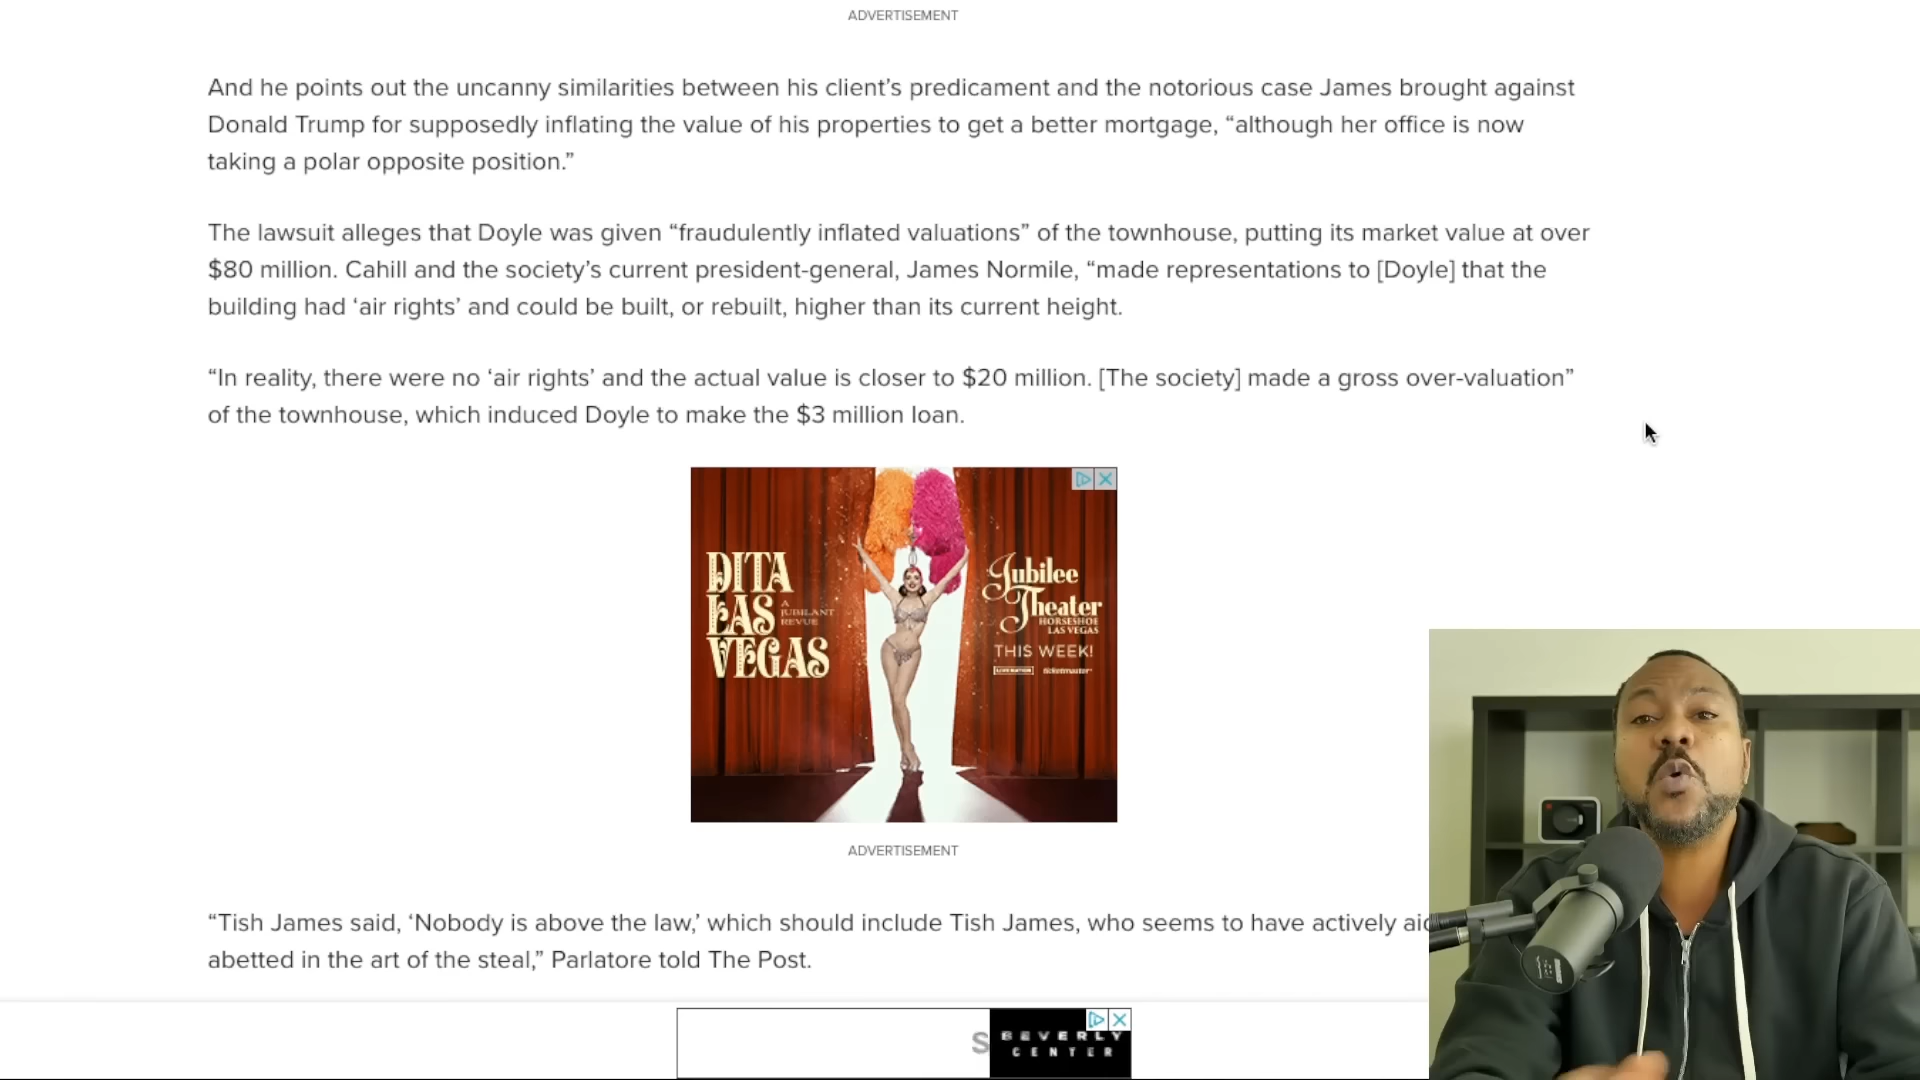 ADVERTISEMENT
And he points out the uncanny similarities between his client’s predicament and the notorious case James brought against
Donald Trump for supposedly inflating the value of his properties to get a better mortgage, “although her office is now
taking a polar opposite position.”
The lawsuit alleges that Doyle was given “fraudulently inflated valuations” of the townhouse, putting its market value at over
$80 million. Cahill and the society’s current president-general, James Normile, “made representations to [Doyle] that the
building had ‘air rights’ and could be built, or rebuilt, higher than its current height.
“In reality, there were no ‘air rights’ and the actual value is closer to $20 million. [The society] made a gross over-valuation”
of the townhouse, which induced Doyle to make the $3 million loan.
DITA
LAS
VEGAS
A
JUBILANT
REVUE
Jubilee
Theater
HORSESHOE
LAS VEGAS
THIS WEEK!
LIVE NATION ticketmaster
ADVERTISEMENT
“Tish James said, ‘Nobody is above the law,’ which should include Tish James, who seems to have actively aid
abetted in the art of the steal,” Parlatore told The Post.
S
BEVERLY
CENTER